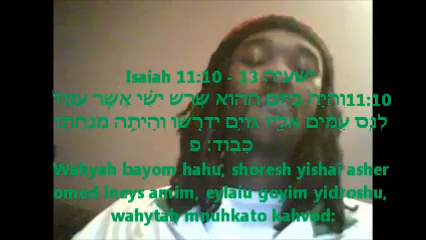 Isaiah 11:10 - 13 ישעיה
11:10והיה ביום ההוא שרש ישי אשר עמד
לנס עמים אליו גוים ידרשו והיתה מנחתו
כבוד: פ
Wahyah bayom hahu, shoresh yishai asher
omed lneys amim, eylaiu goyim yidroshu,
wahytah mnuhkato kahvod: